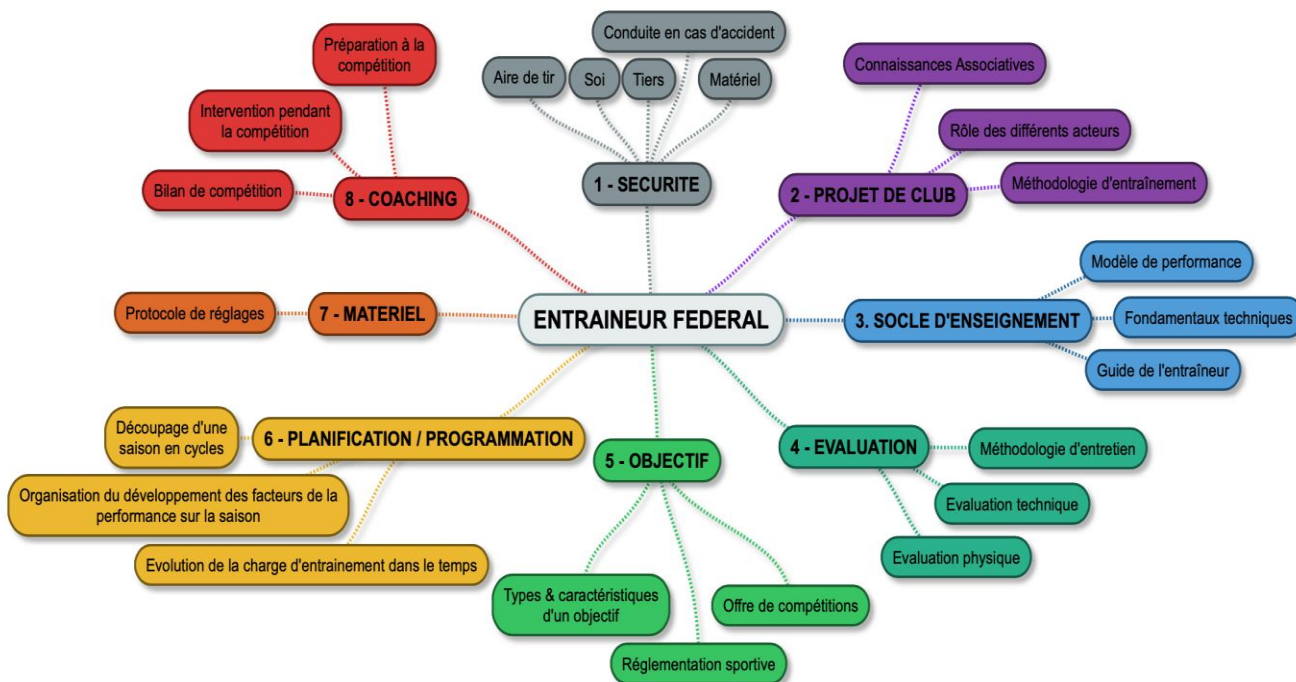 Conduite en cas d'accident
Préparation à la
compétition
Connaissances Associatives
Aire de tir
Soi
Tiers
Matériel
Intervention pendant
la compétition
Rôle des différents acteurs
Bilan de compétition
8 - COACHING
1 - SECURITE
2 - PROJET DE CLUB
Méthodologie d'entraînement
Modèle de performance
Protocole de réglages
7 - MATERIEL
ENTRAINEUR FEDERAL
3. SOCLE D'ENSEIGNEMENT
Fondamentaux techniques
Guide de l'entraîneur
Découpage d'une
saison en cycles
6 - PLANIFICATION / PROGRAMMATION
5 - OBJECTIF
4 - EVALUATION
Méthodologie d'entretien
Organisation du développement des facteurs de la
performance sur la saison
Evaluation technique
Evolution de la charge d'entrainement dans le temps
Evaluation physique
Types & caractéristiques
d'un objectif
Offre de compétitions
Réglementation sportive